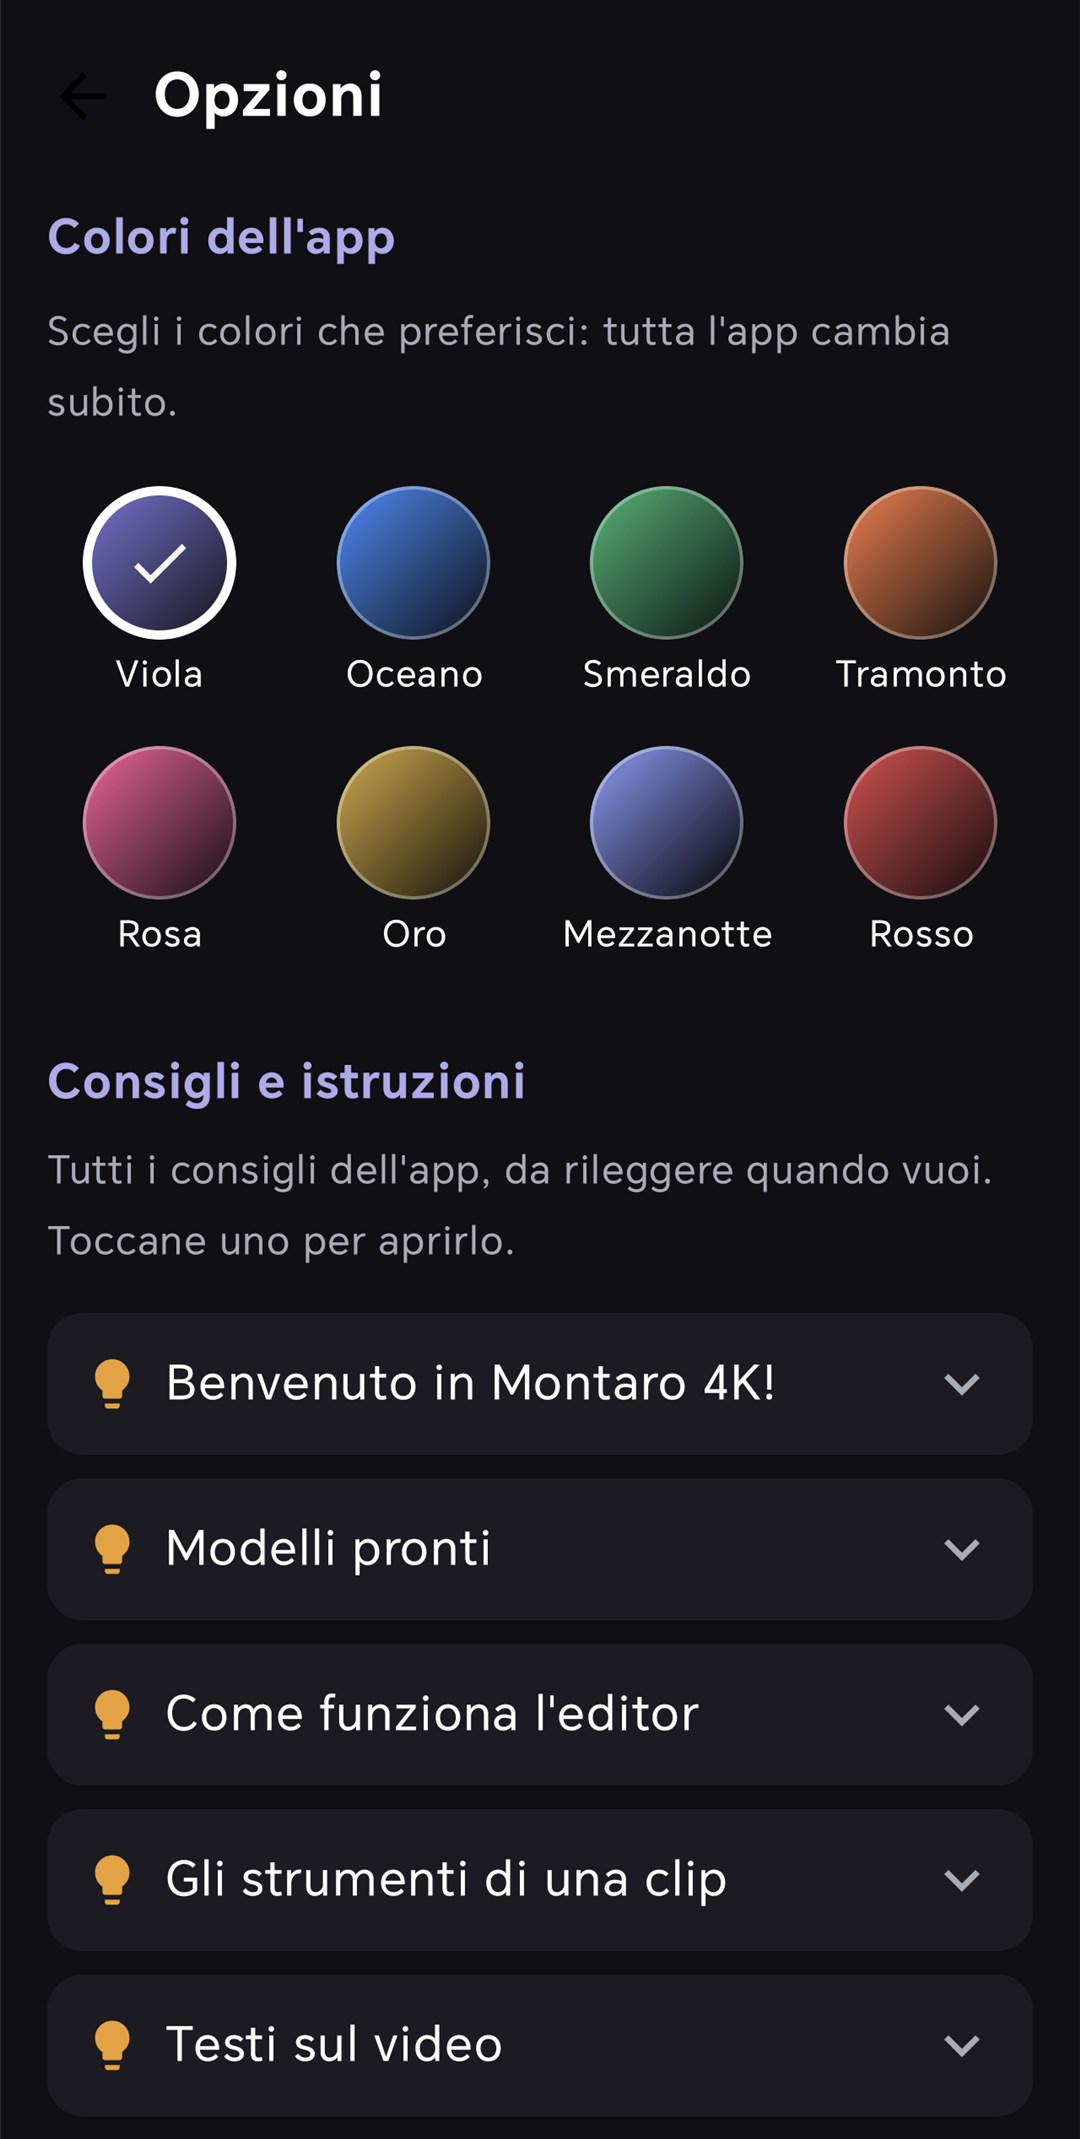 Opzioni
Colori dell'app
Scegli i colori che preferisci: tutta l'app cambia
subito.
Viola
Oceano
Smeraldo
Tramonto
Rosa
Oro
Mezzanotte
Rosso
Consigli e istruzioni
Tutti i consigli dell'app, da rileggere quando vuoi.
Toccane uno per aprirlo.
Benvenuto in Montaro 4K!
Modelli pronti
Come funziona l'editor
Gli strumenti di una clip
Testi sul video